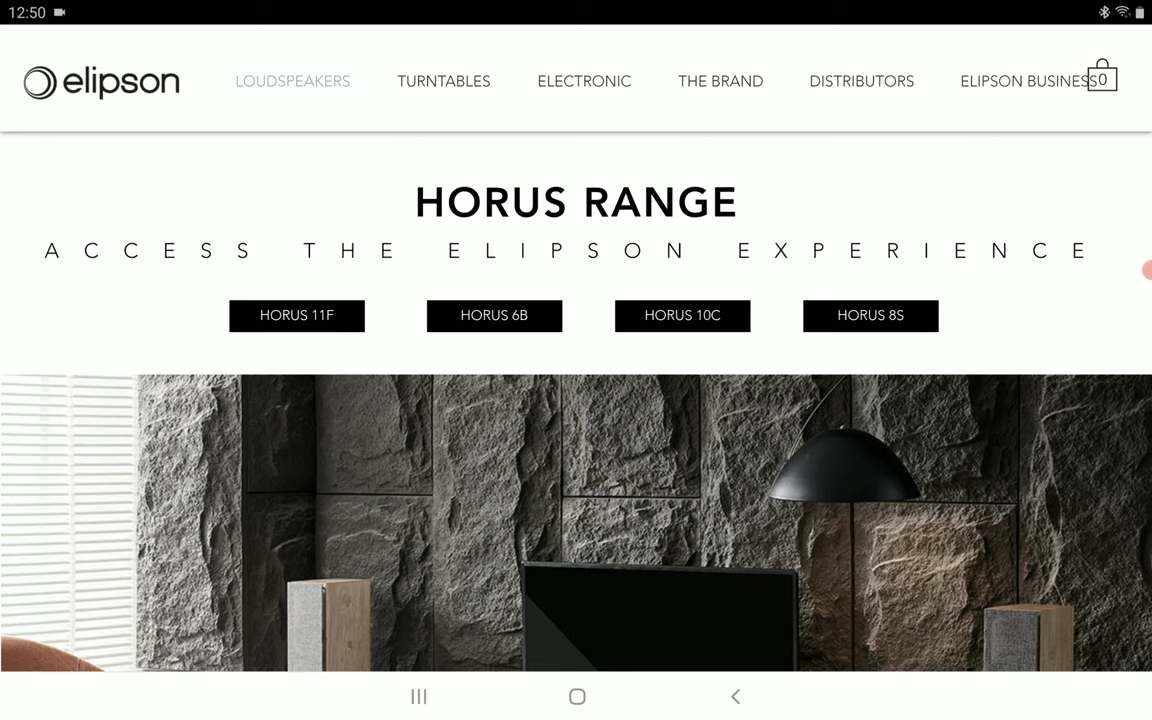 12:50
elipson
LOUDSPEAKERS TURNTABLES ELECTRONIC THE BRAND DISTRIBUTORS ELIPSON BUSINESS 0
HORUS RANGE
ACCESS THE ELIPSON EXPERIENCE
HORUS 11F HORUS 6B HORUS 10C HORUS 8S